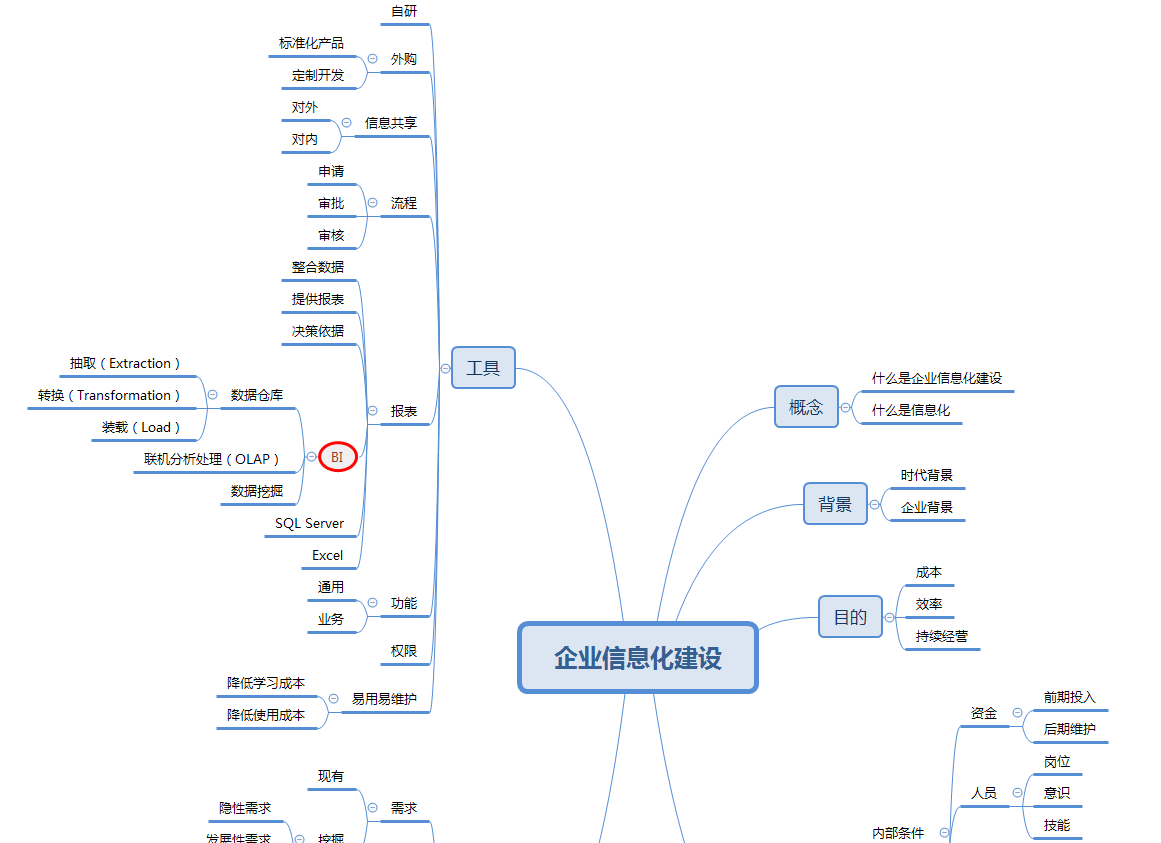 自研
标准化产品
外购
定制开发
对外
信息共享
对内
申请
审批
流程
审核
整合数据
提供报表
决策依据
抽取（Extraction）
转换（Transformation）
数据仓库
装载（Load）
报表
联机分析处理（OLAP）
BI
数据挖掘
SQL Server
Excel
通用
功能
业务
权限
降低学习成本
易用易维护
降低使用成本
工具
概念
什么是企业信息化建设
什么是信息化
背景
时代背景
企业背景
目的
成本
效率
持续经营
企业信息化建设
资金
前期投入
后期维护
人员
岗位
意识
技能
内部条件
现有
需求
隐性需求
发展性需求
挖掘